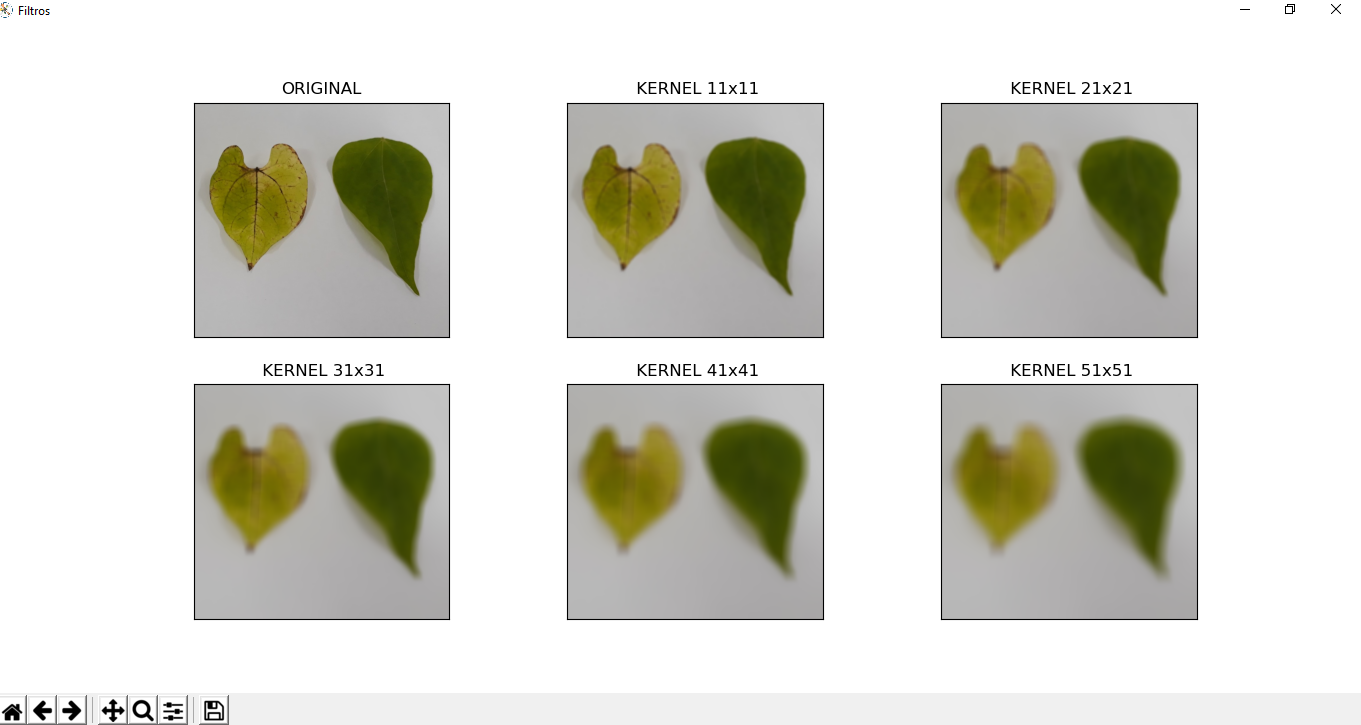 Filtros
ORIGINAL
KERNEL 11x11
KERNEL 21x21
KERNEL 31x31
KERNEL 41x41
KERNEL 51x51